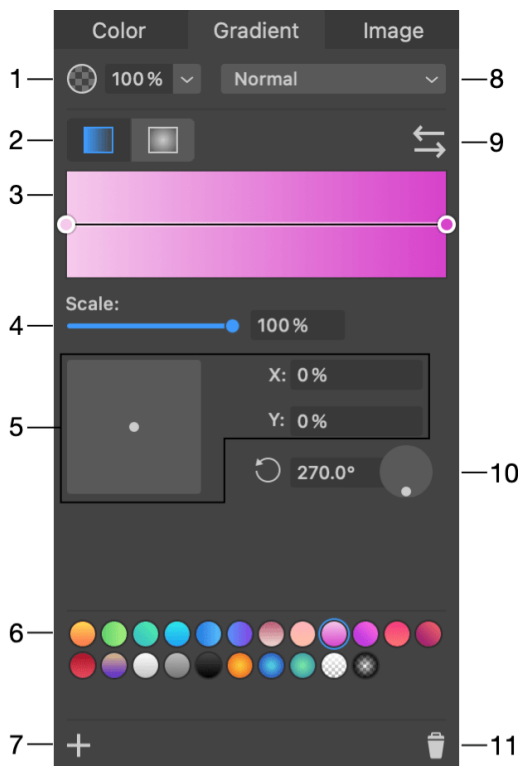 Color Gradient Image
1 100% Normal 8
2 9
3
Scale:
4 100%
X: 0%
5 Y: 0%
270.0° 10
6
7 11